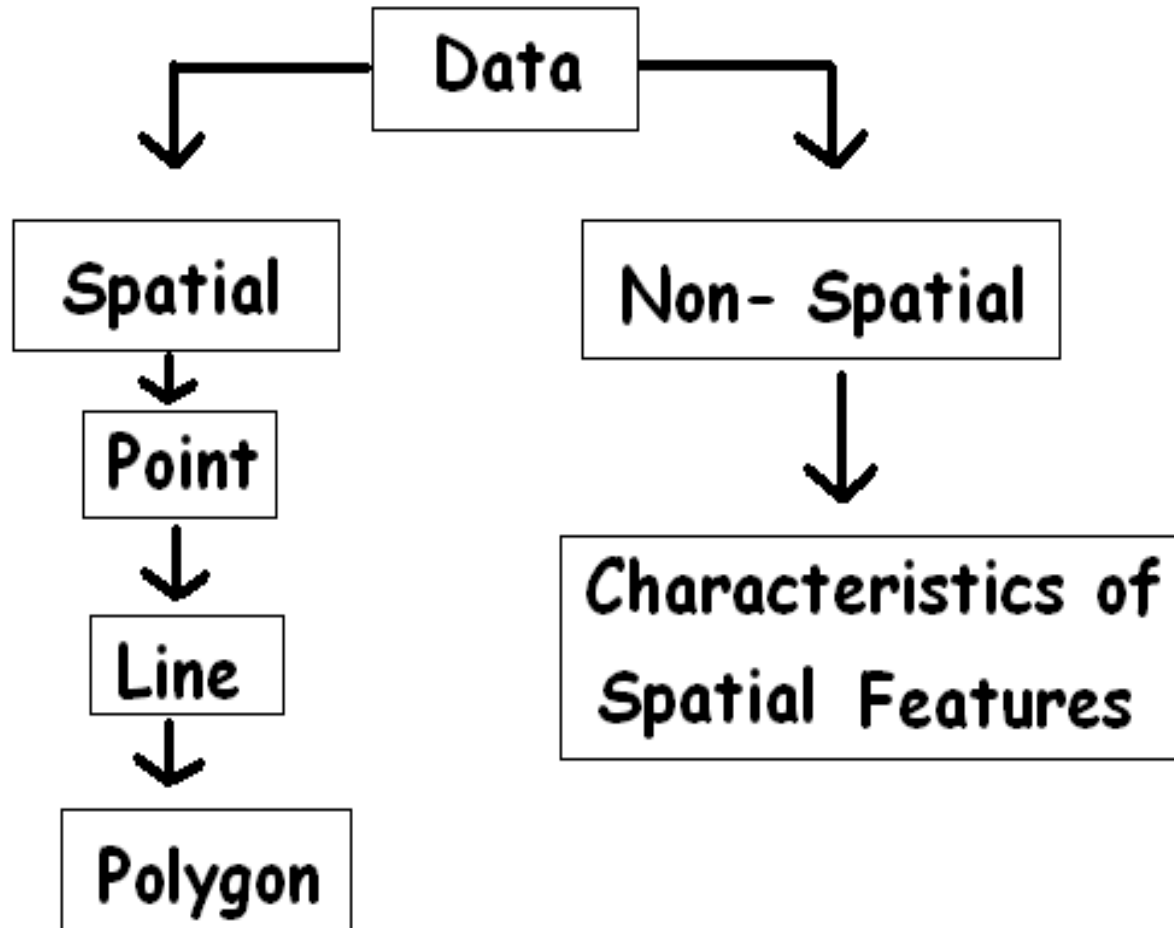 Data
Spatial
Non- Spatial
Point
Line
Polygon
Characteristics of
Spatial Features